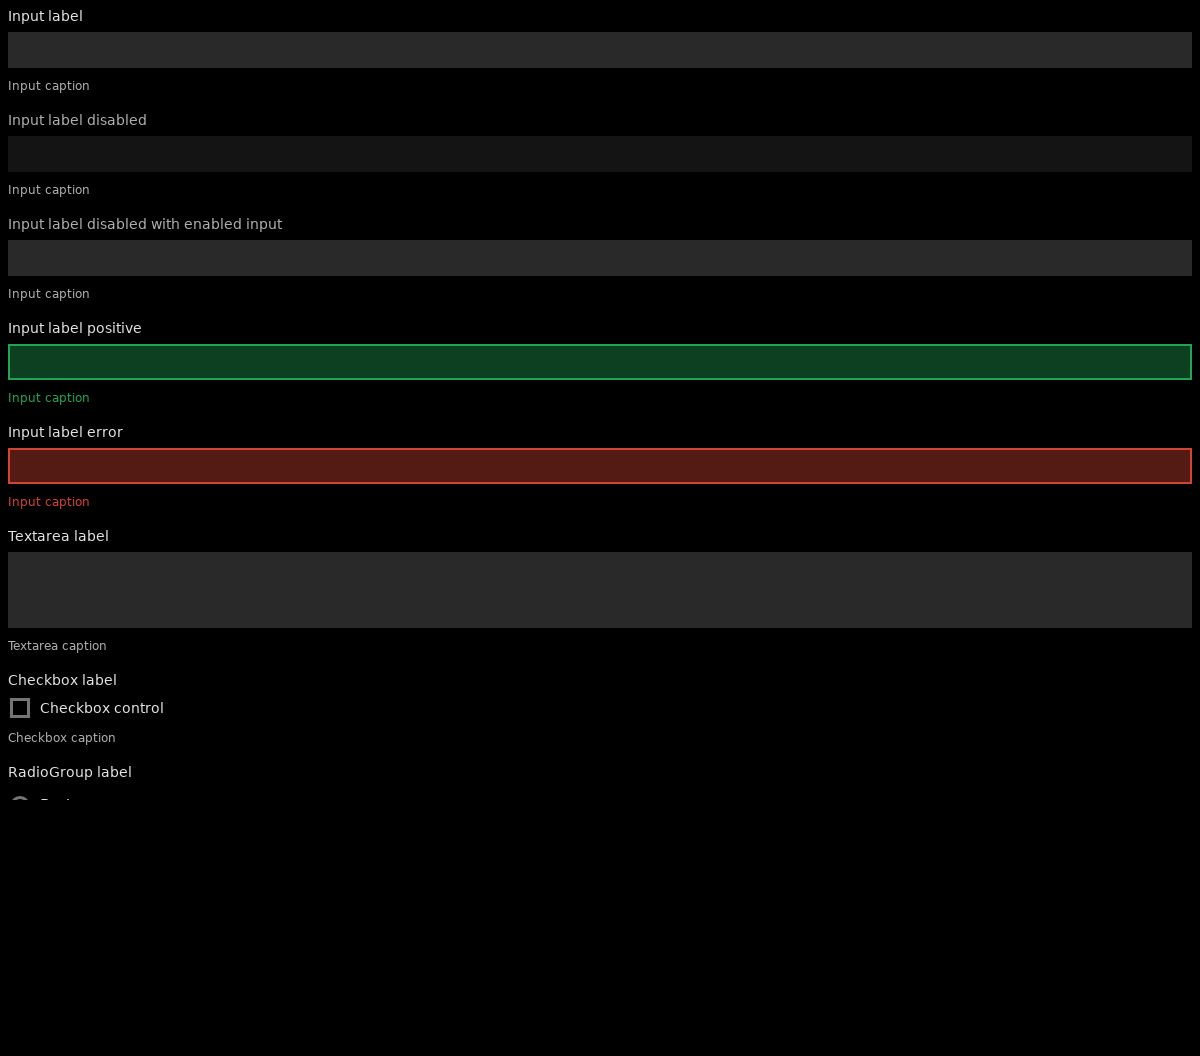 Input label
Input caption
Input label disabled
Input caption
Input label disabled with enabled input
Input caption
Input label positive
Input caption
Input label error
Input caption
Textarea label
Textarea caption
Checkbox label
Checkbox control
Checkbox caption
RadioGroup label